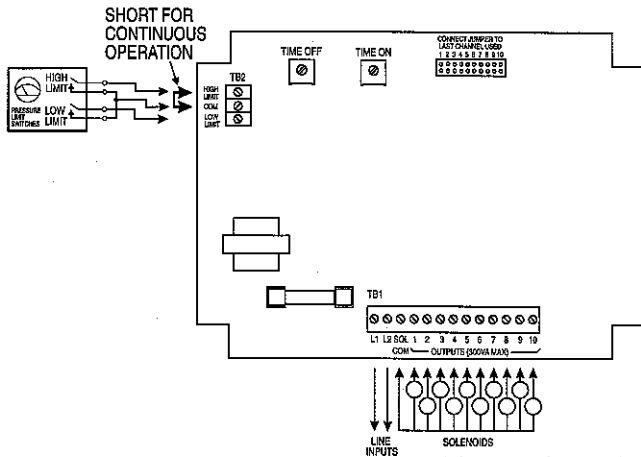 SHORT FOR
CONTINUOUS
OPERATION
TIME OFF
TIME ON
CONNECT JUMPER TO
LAST CHANNEL USED
1 2 3 4 5 6 7 8 9 10
HIGH
LIMIT
LOW
LIMIT
PRESSURE
LIMIT
SWITCHES
TB2
HIGH
LIMIT
COM
LOW
LIMIT
TB1
L1 L2 SOL 1 2 3 4 5 6 7 8 9 10
COM OUTPUTS (300VA MAX)
LINE
INPUTS
SOLENOIDS